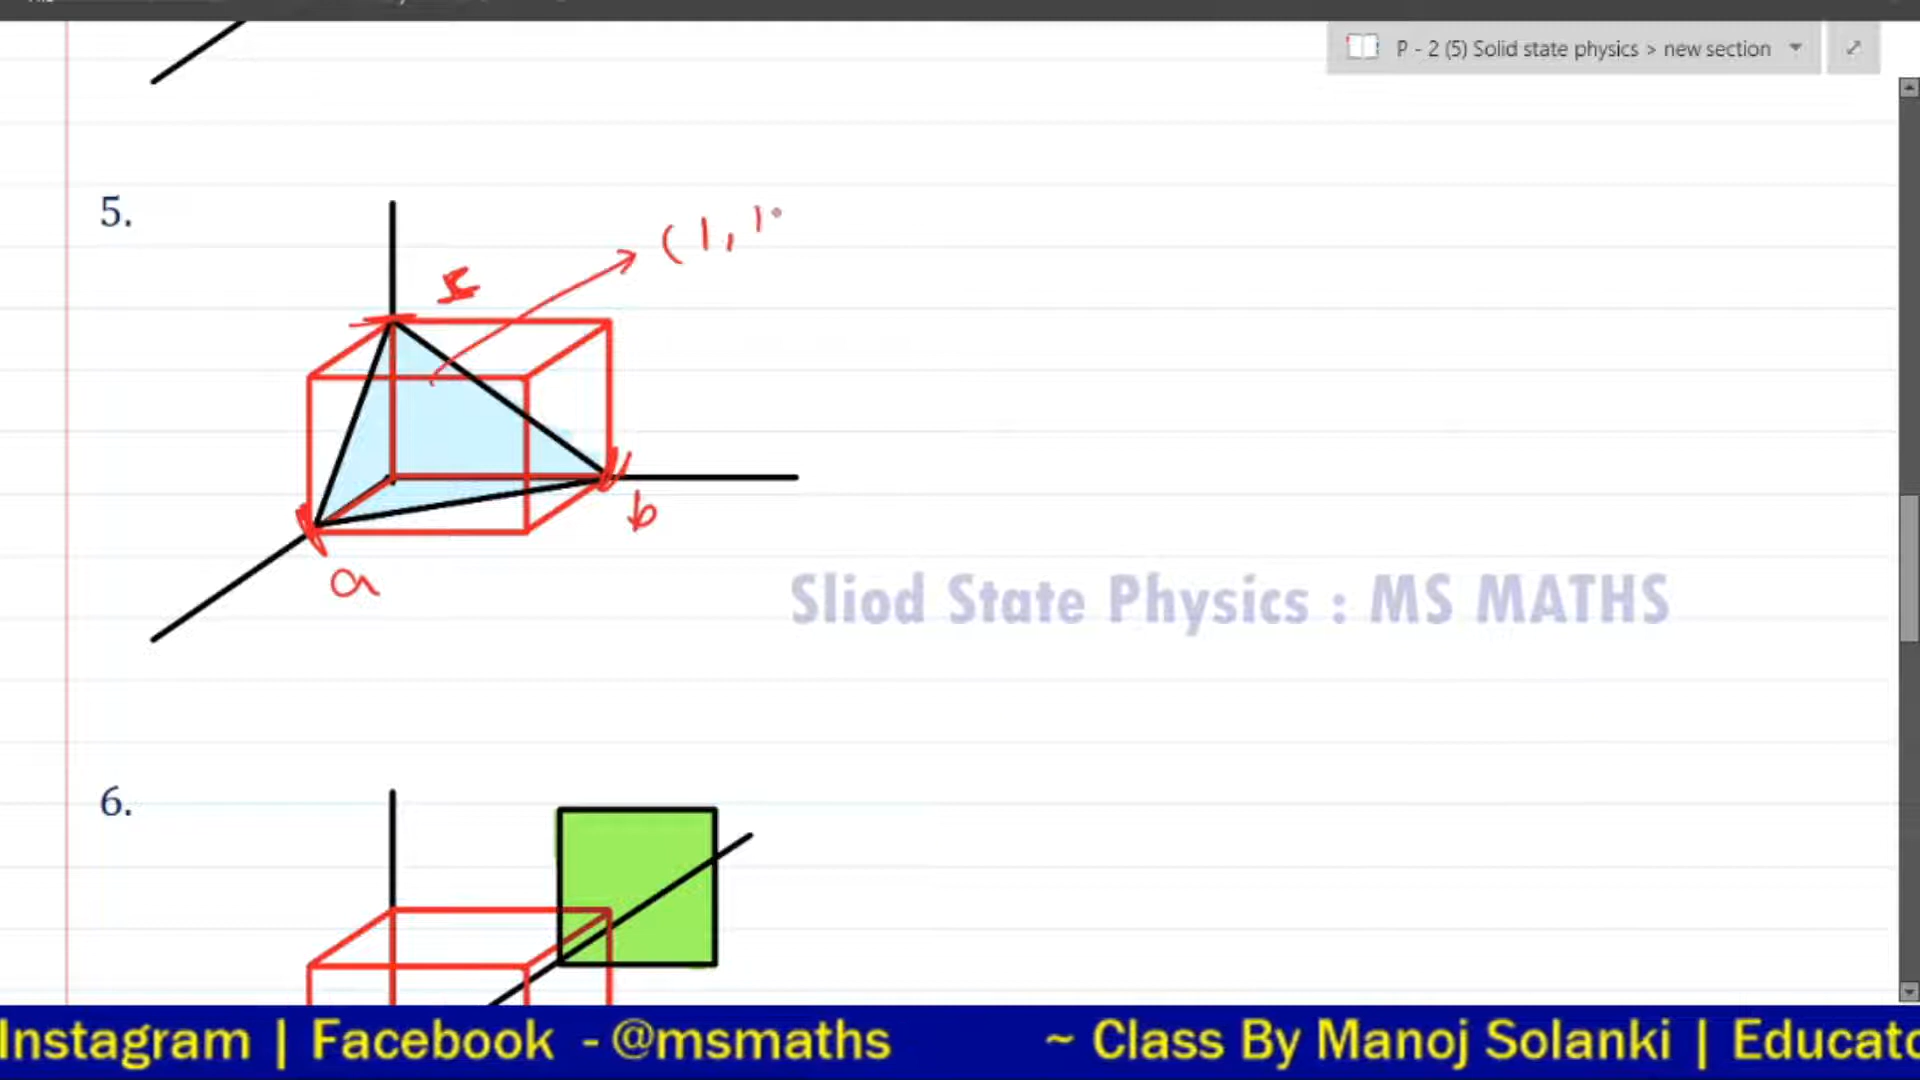 P - 2 (5) Solid state physics > new section
5.
(1, 1
b
a
Sliod State Physics : MS MATHS
6.
Instagram | Facebook - @msmaths ~ Class By Manoj Solanki | Educato